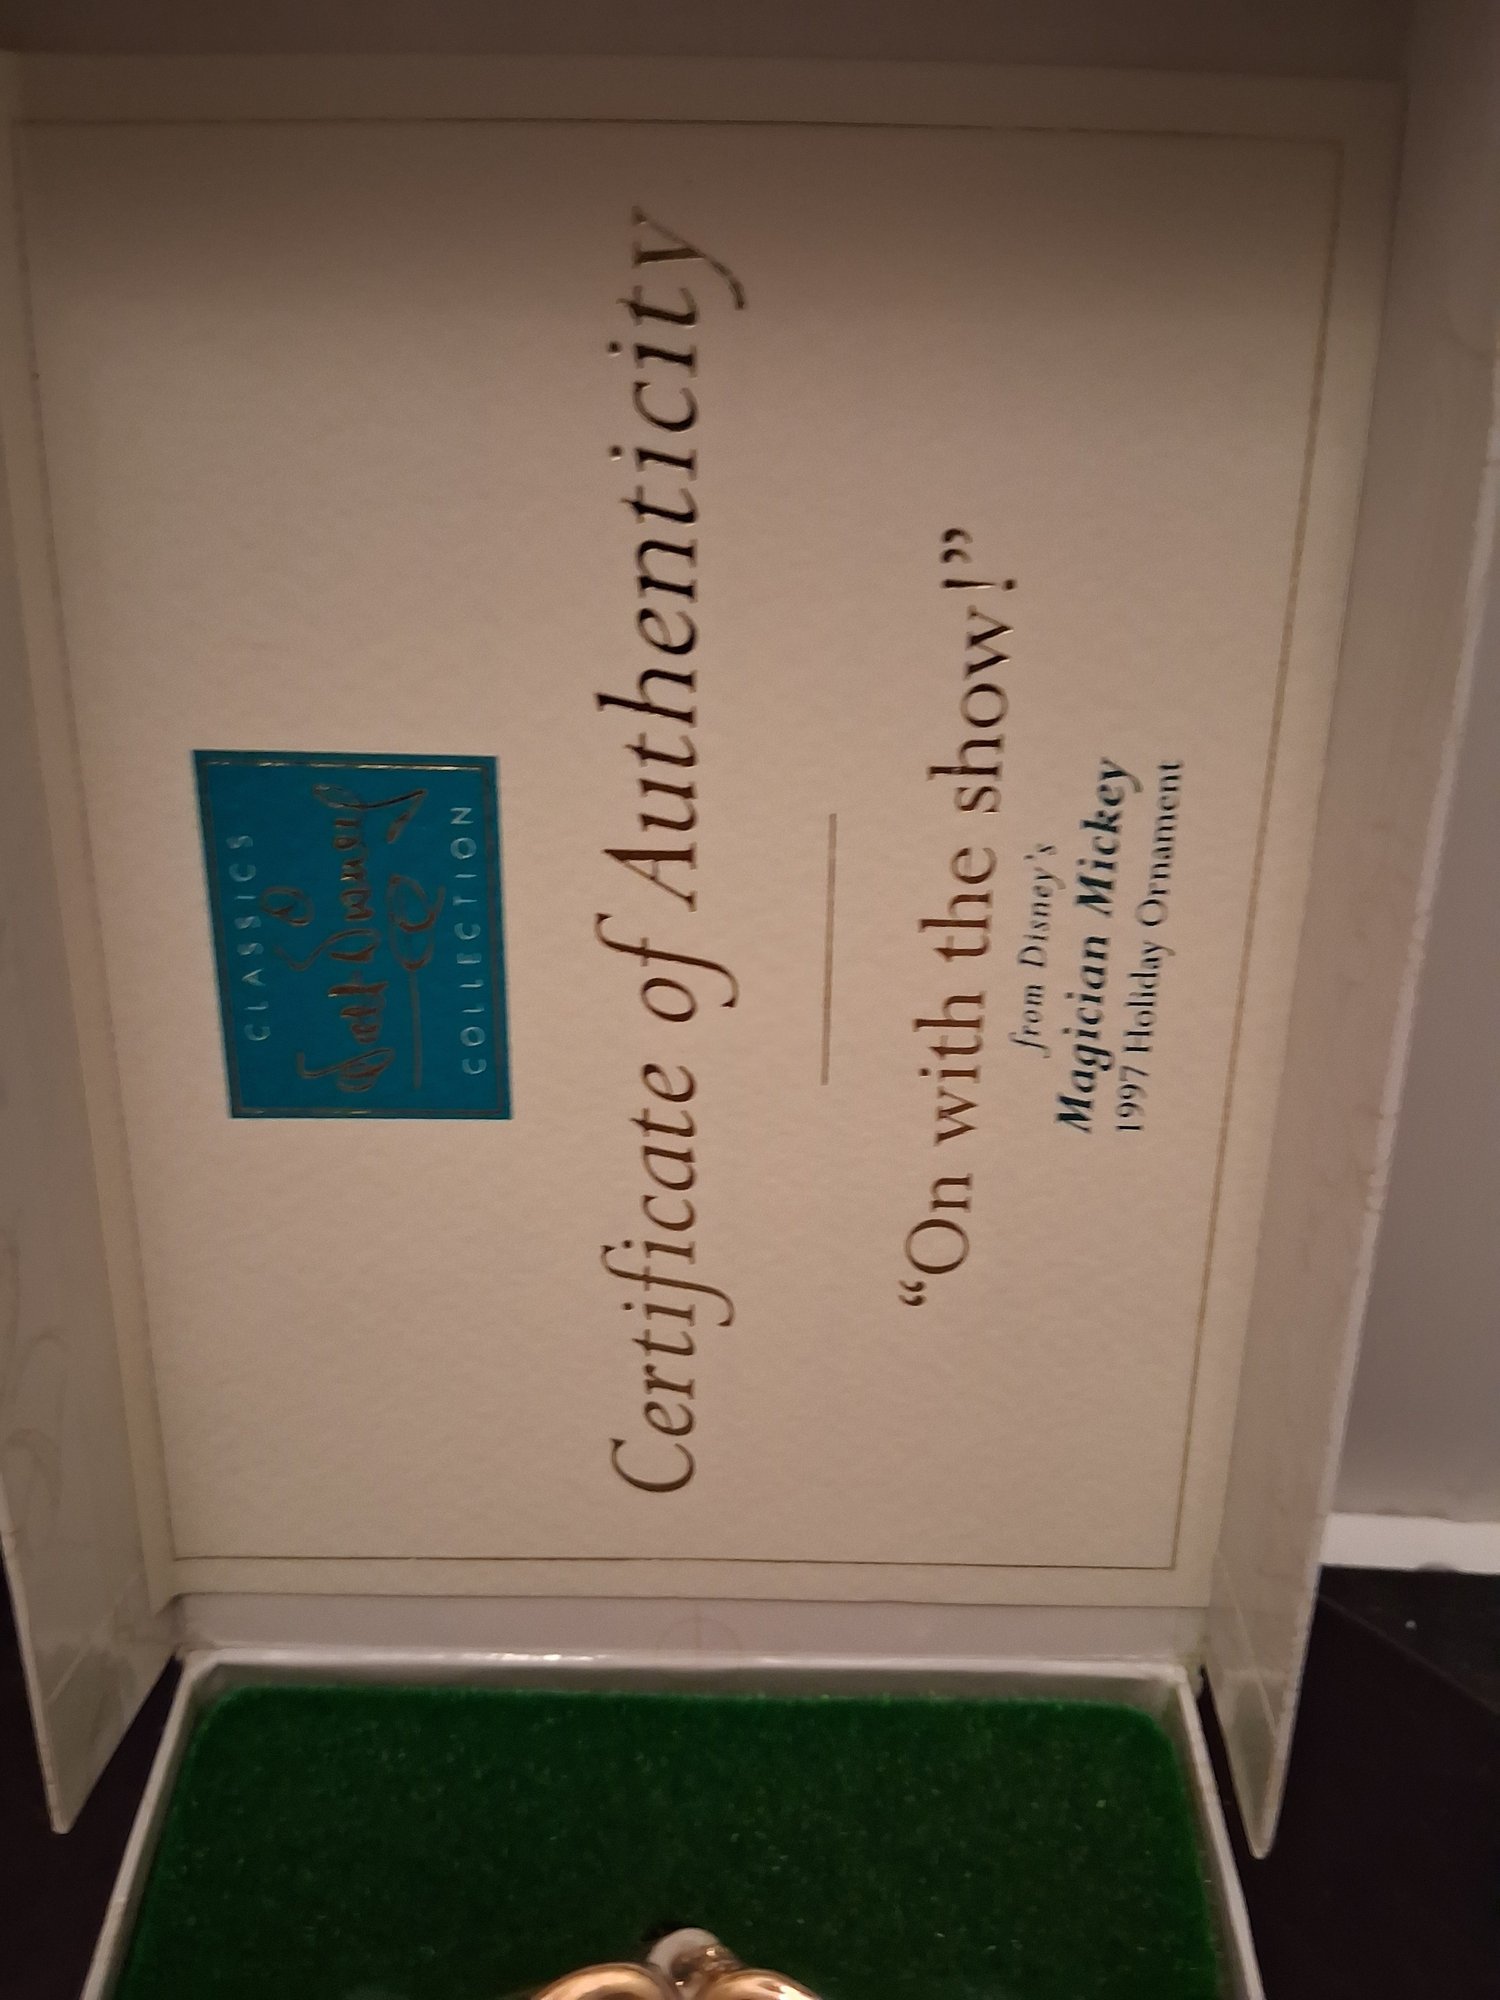 CLASSICS
Walt Disney
COLLECTION
Certificate of Authenticity
“On with the show!”
from Disney's
Magician Mickey
1997 Holiday Ornament